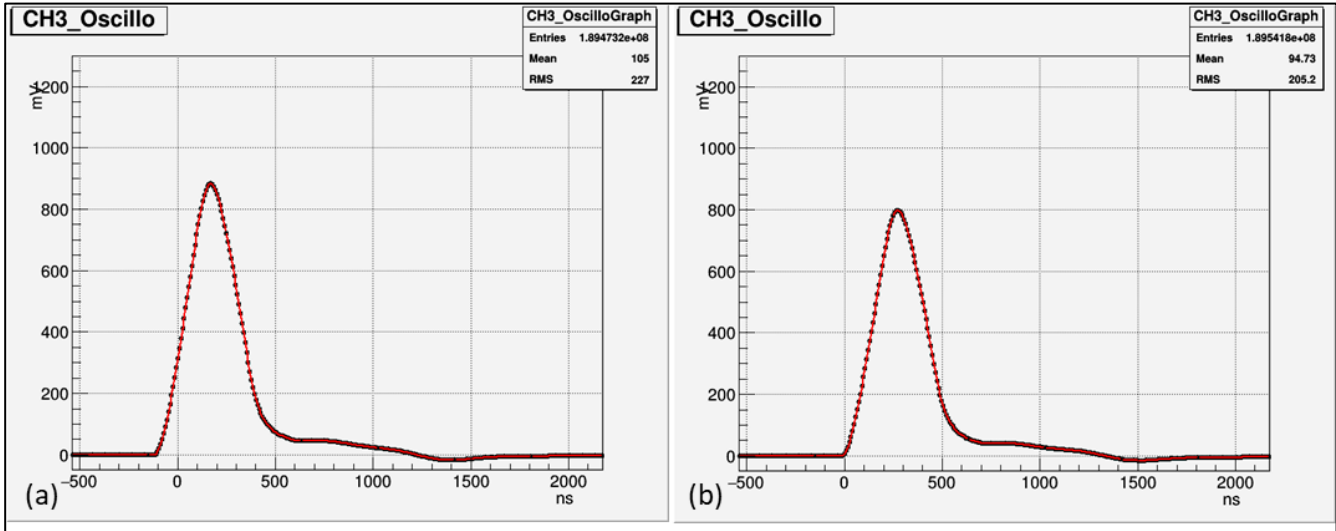 CH3_Oscillo
CH3_OscilloGraph
Entries 1.894732e+08
Mean 105
RMS 227
mV
1200
1000
800
600
400
200
0
−500 0 500 1000 1500 2000
ns
(a)
CH3_Oscillo
CH3_OscilloGraph
Entries 1.895418e+08
Mean 94.73
RMS 205.2
mV
1200
1000
800
600
400
200
0
−500 0 500 1000 1500 2000
ns
(b)